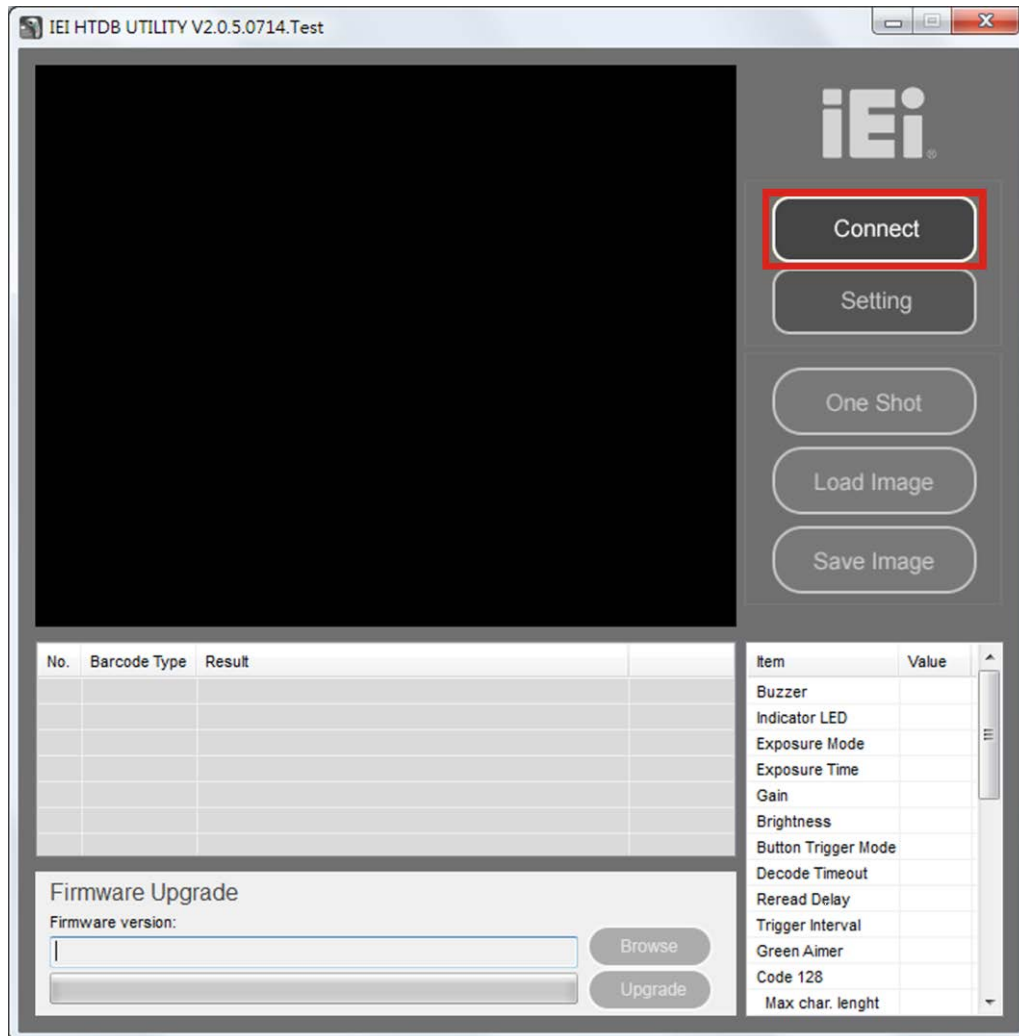 IEI HTDB UTILITY V2.0.5.0714.Test
iEi®
Connect
Setting
One Shot
Load Image
Save Image
No. Barcode Type Result
Item Value
Buzzer
Indicator LED
Exposure Mode
Exposure Time
Gain
Brightness
Button Trigger Mode
Decode Timeout
Reread Delay
Trigger Interval
Green Aimer
Code 128
Max char. lenght
Firmware Upgrade
Firmware version:
Browse
Upgrade